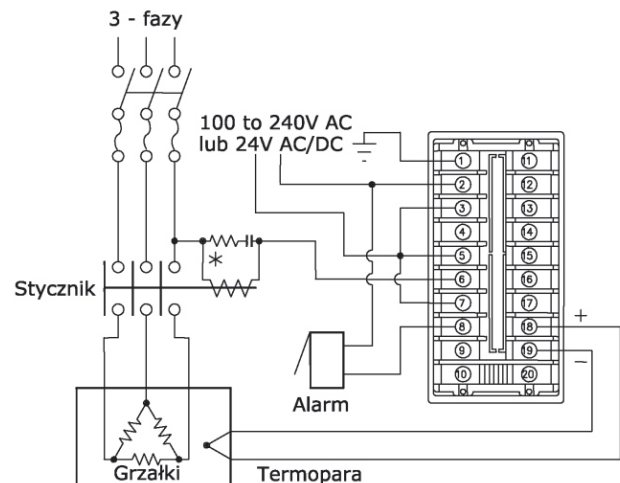 3 - fazy
100 to 240V AC
lub 24V AC/DC
Stycznik
*
Alarm
Grzałki
Termopara
1 11
2 12
3 13
4 14
5 15
6 16
7 17
8 18 +
9 19 −
10 20